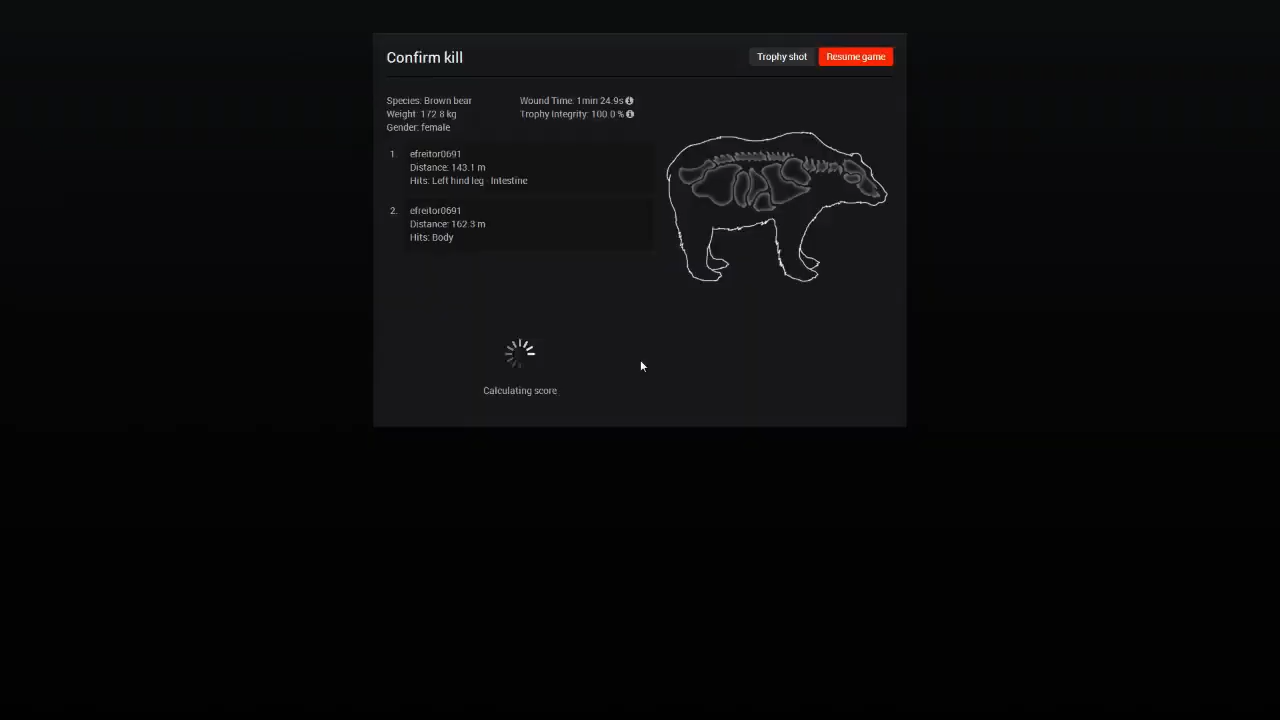 Confirm kill
Trophy shot
Resume game
Species: Brown bear
Weight: 172.8 kg
Gender: female
Wound Time: 1min 24.9s
Trophy Integrity: 100.0 %
1. efreitor0691
Distance: 143.1 m
Hits: Left hind leg - Intestine
2. efreitor0691
Distance: 162.3 m
Hits: Body
Calculating score